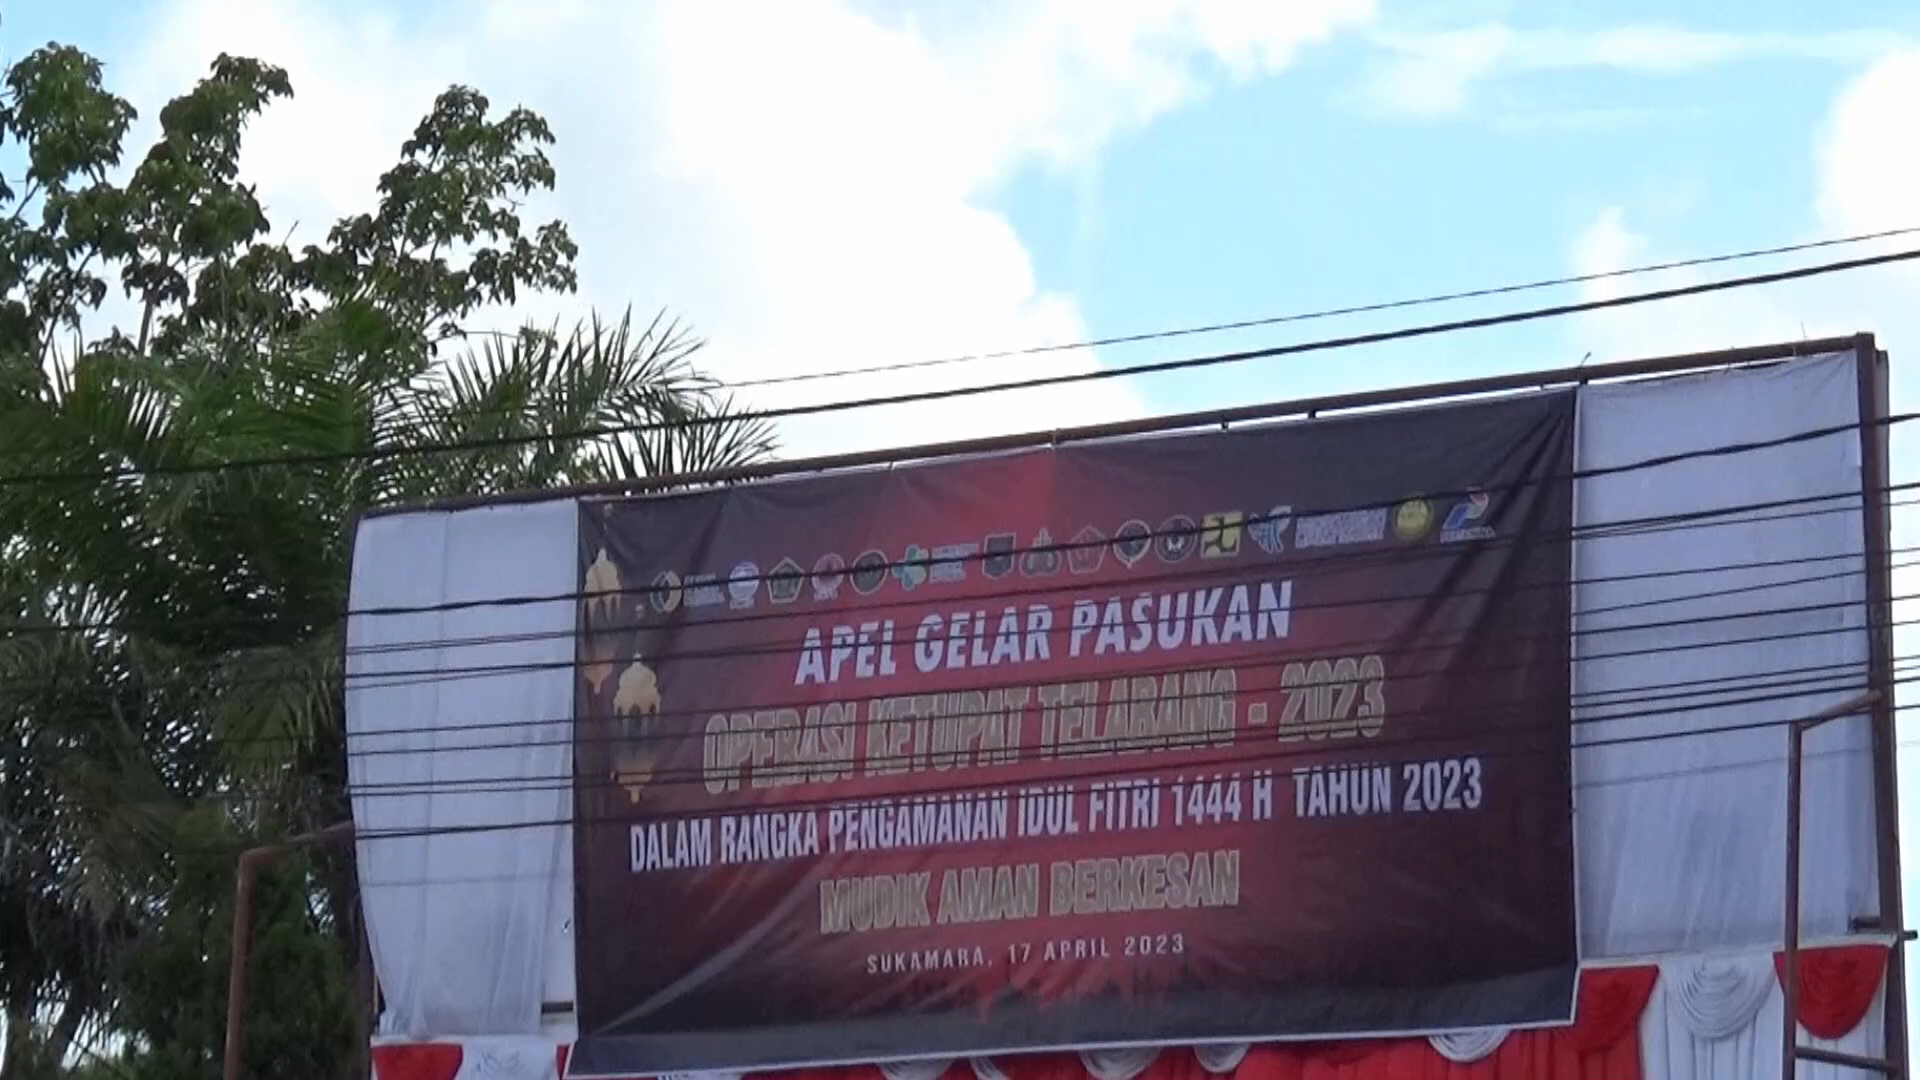 APEL GELAR PASUKAN
OPERASI KETUPAT TELABANG - 2023
DALAM RANGKA PENGAMANAN IDUL FITRI 1444 H TAHUN 2023
MUDIK AMAN BERKESAN
SUKAMARA, 17 APRIL 2023